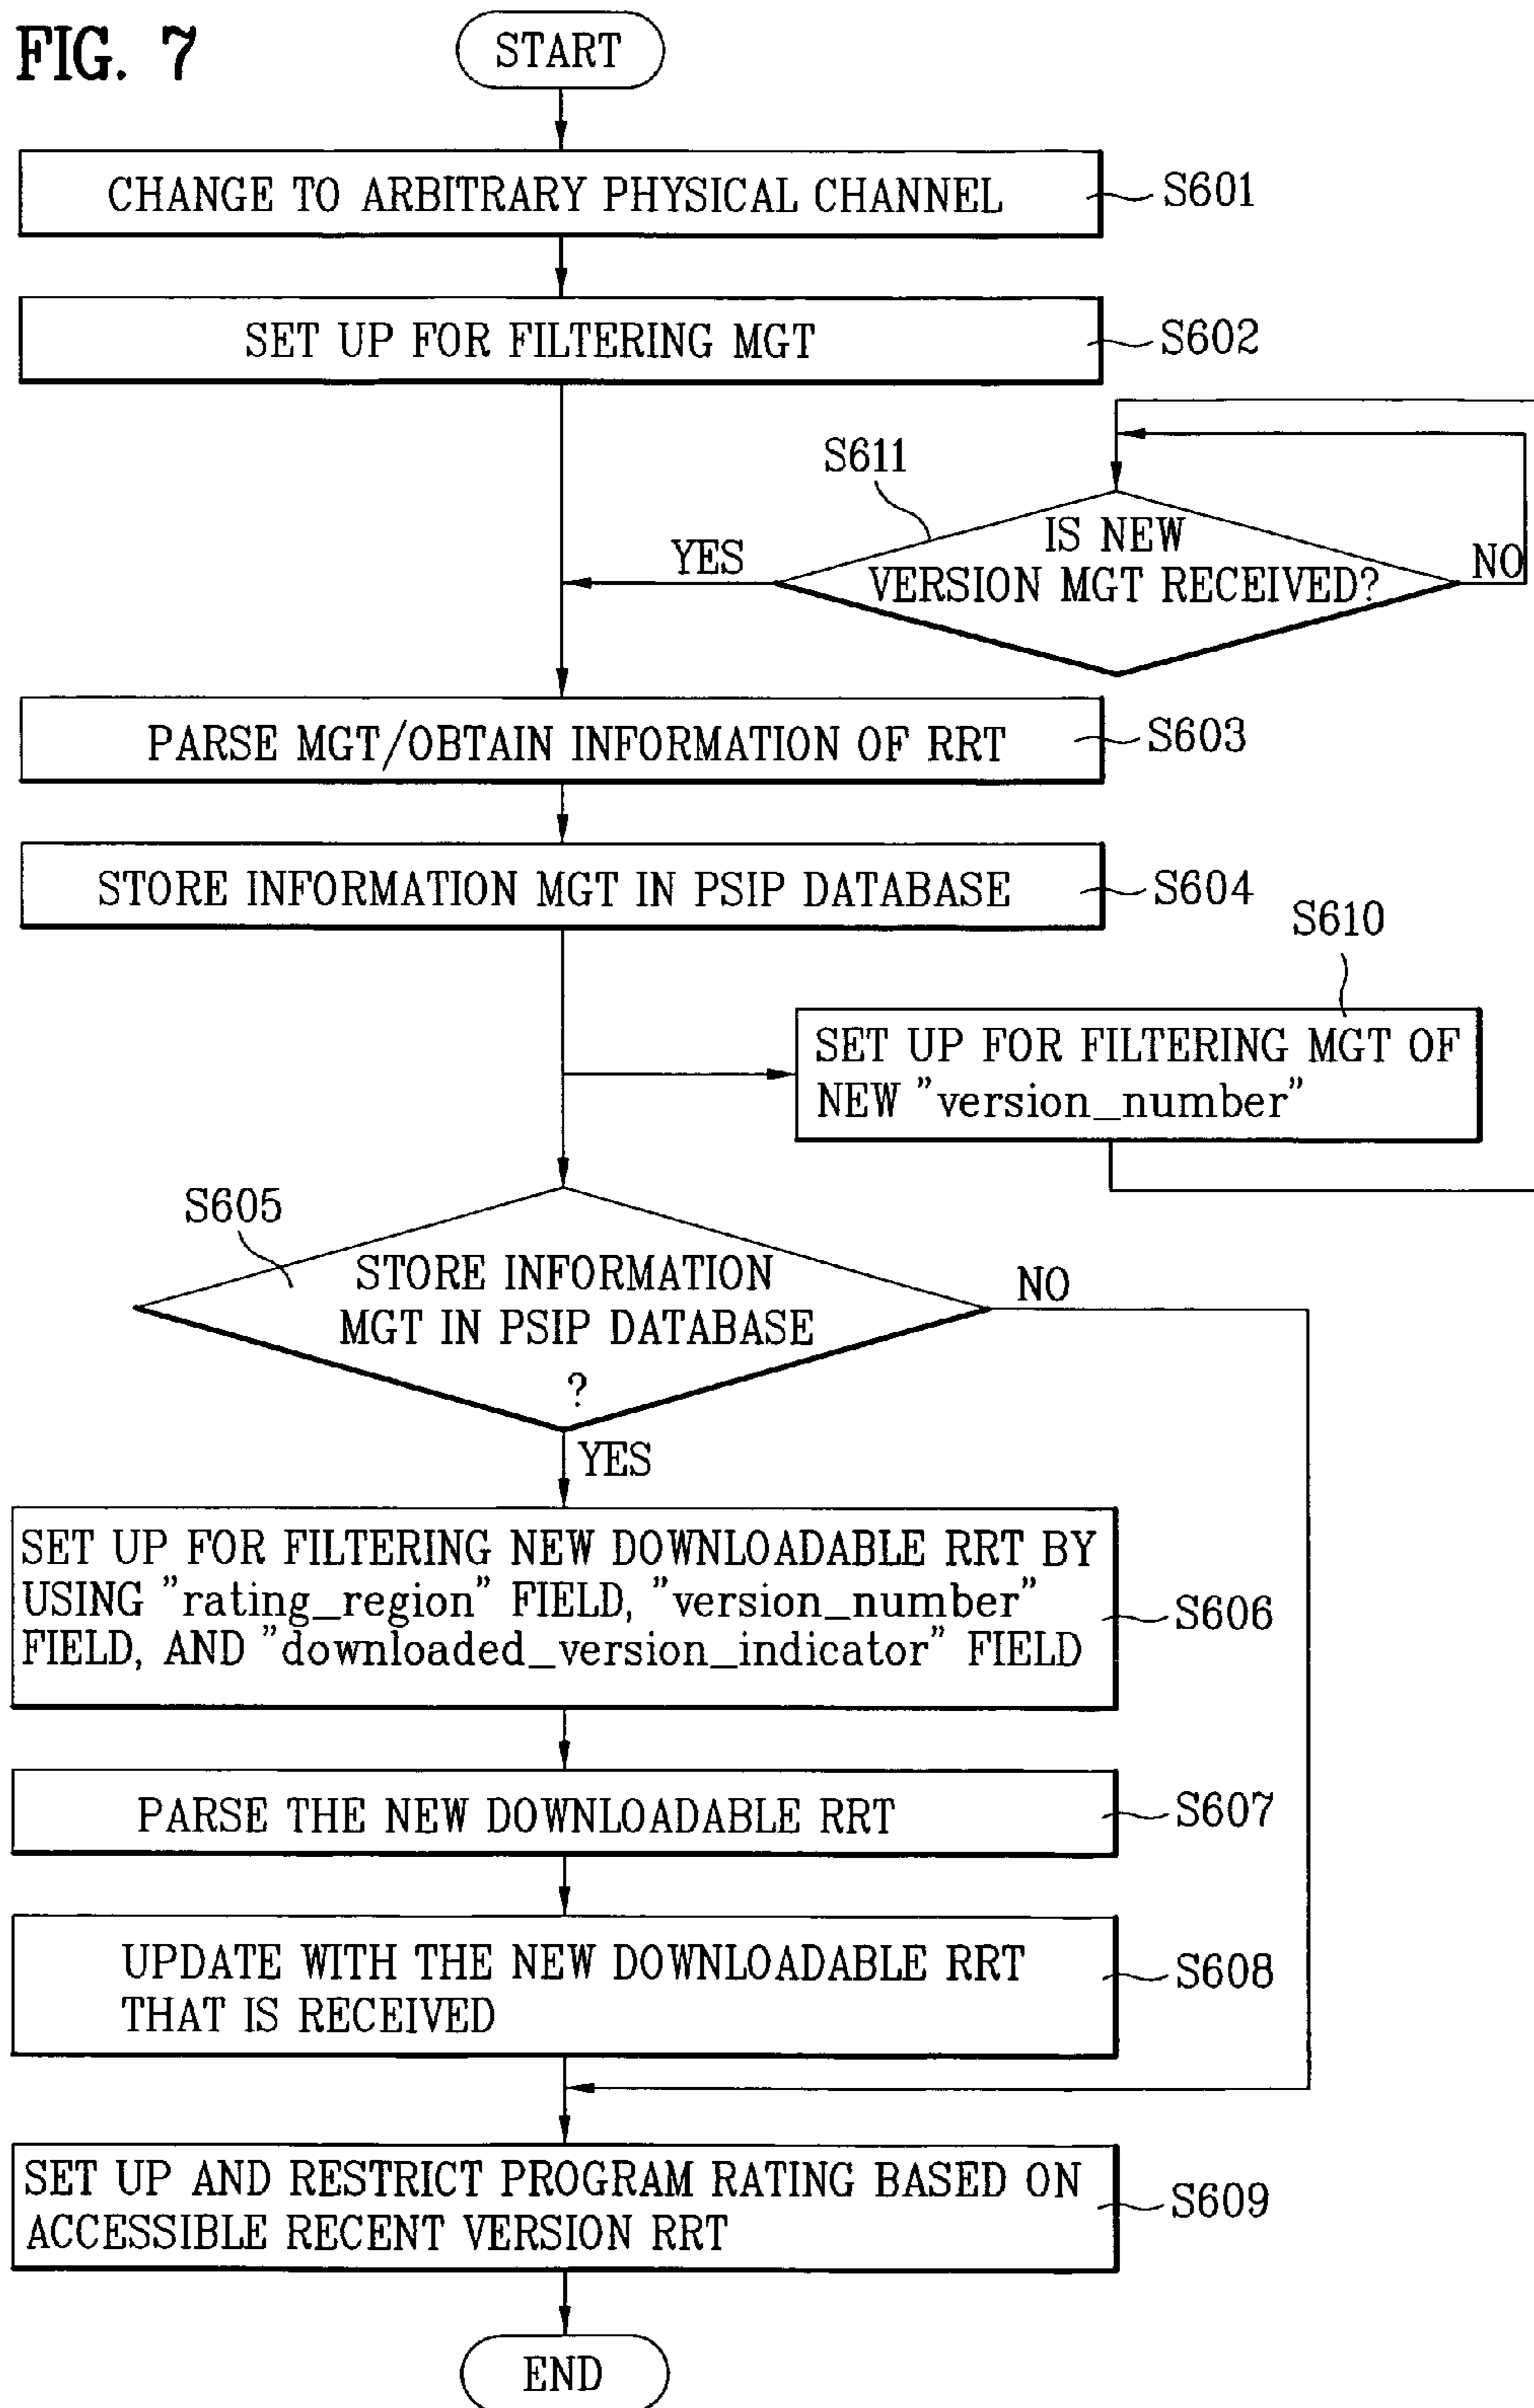 FIG. 7
START
CHANGE TO ARBITRARY PHYSICAL CHANNEL
S601
SET UP FOR FILTERING MGT
S602
S611
IS NEW
VERSION MGT RECEIVED?
YES
NO
PARSE MGT/OBTAIN INFORMATION OF RRT
S603
STORE INFORMATION MGT IN PSIP DATABASE
S604
S610
SET UP FOR FILTERING MGT OF
NEW "version_number"
S605
STORE INFORMATION
MGT IN PSIP DATABASE
?
NO
YES
SET UP FOR FILTERING NEW DOWNLOADABLE RRT BY
USING "rating_region" FIELD, "version_number"
FIELD, AND "downloaded_version_indicator" FIELD
S606
PARSE THE NEW DOWNLOADABLE RRT
S607
UPDATE WITH THE NEW DOWNLOADABLE RRT
THAT IS RECEIVED
S608
SET UP AND RESTRICT PROGRAM RATING BASED ON
ACCESSIBLE RECENT VERSION RRT
S609
END